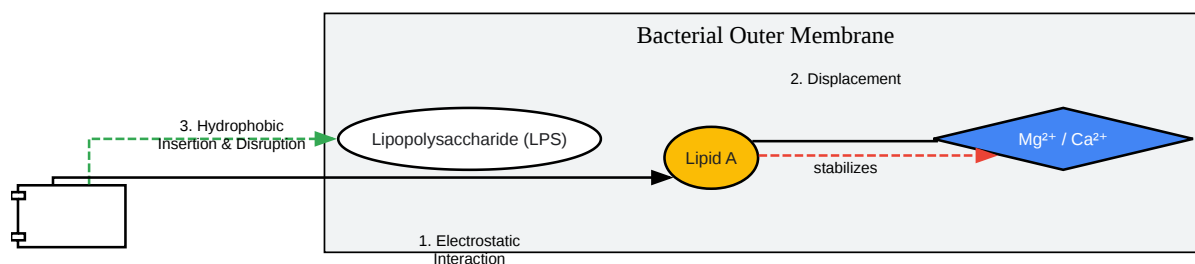 Bacterial Outer Membrane
2. Displacement
3. Hydrophobic
Insertion & Disruption
Lipopolysaccharide (LPS)
Lipid A
Mg²⁺ / Ca²⁺
stabilizes
1. Electrostatic
Interaction